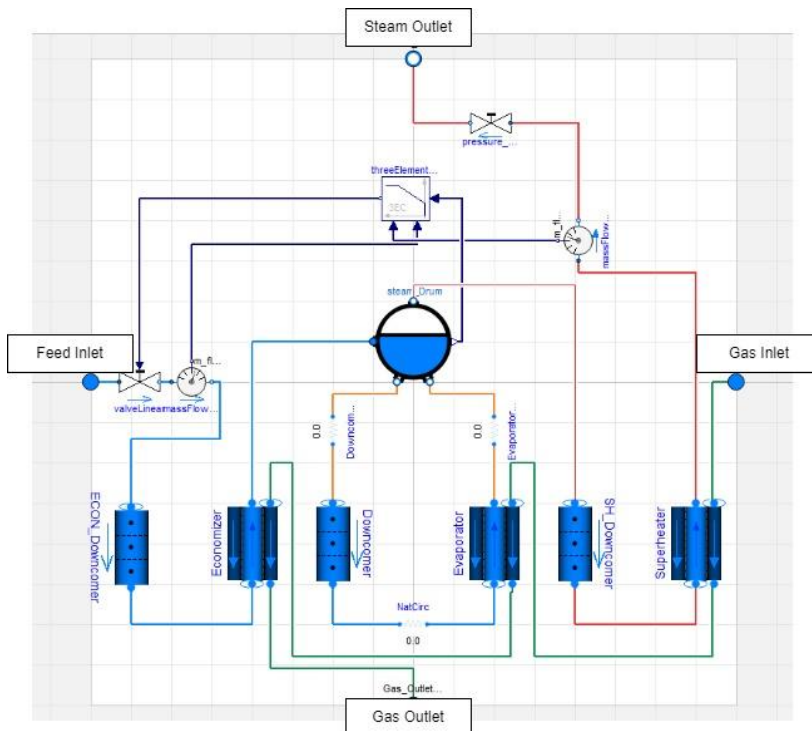 Steam Outlet
pressure_...
threeElement...
SEC
m_fl...
massFlow...
steam_Drum
Feed Inlet
Gas Inlet
m_fl...
valveLinearmassFlow...
0.0
Downcom...
0.0
Evaporator...
ECON_Downcomer
Economizer
Downcomer
Evaporator
SH_Downcomer
Superheater
NatCirc
0.0
Gas_Outlet...
Gas Outlet